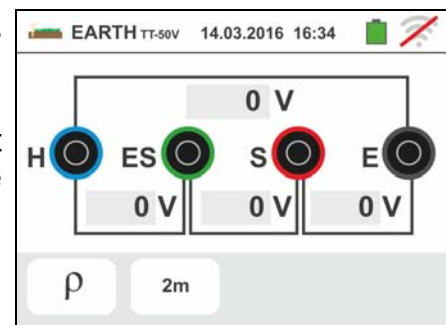 EARTH TT-50V 14.03.2016 16:34
0 V
H ES S E
0 V 0 V 0 V
ρ 2m